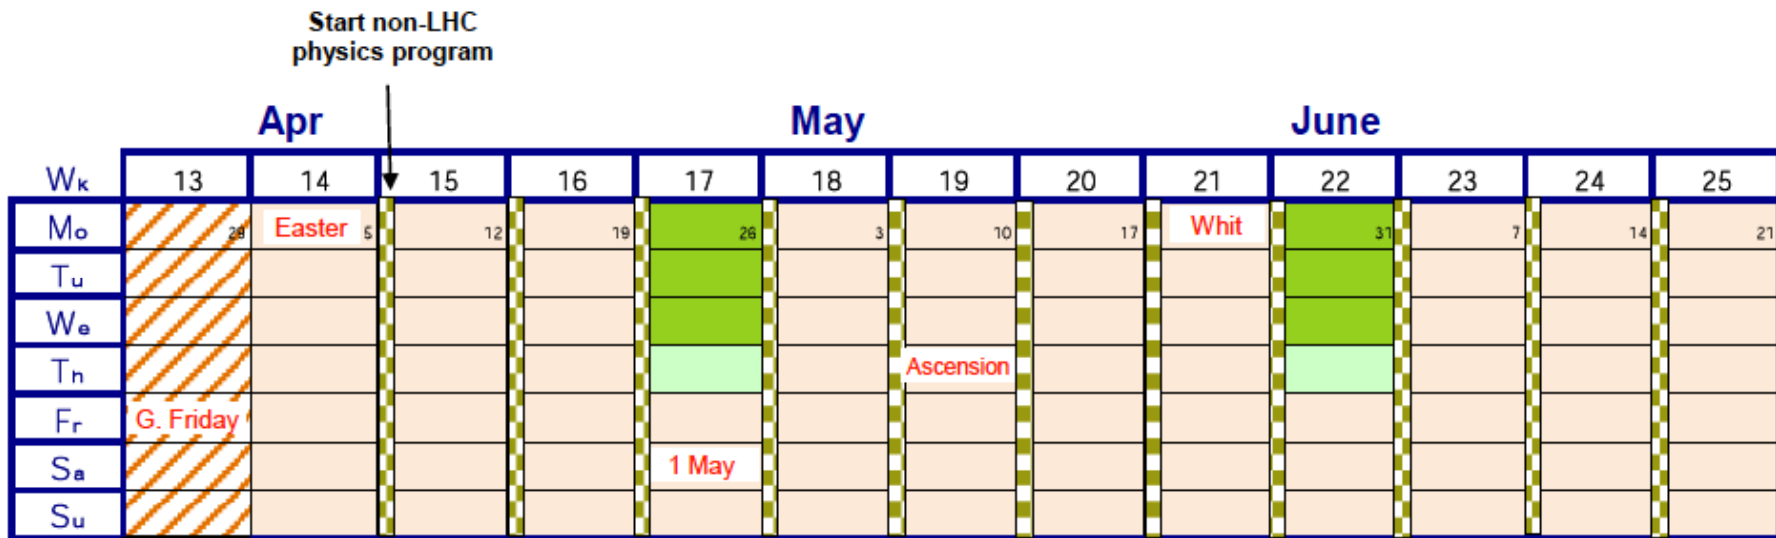 Start non-LHC
physics program
Apr May June
Wk 13 14 15 16 17 18 19 20 21 22 23 24 25
Mo 29 Easter 5 12 19 26 3 10 17 Whit 31 7 14 21
Tu
We
Th Ascension
Fr G. Friday
Sa 1 May
Su